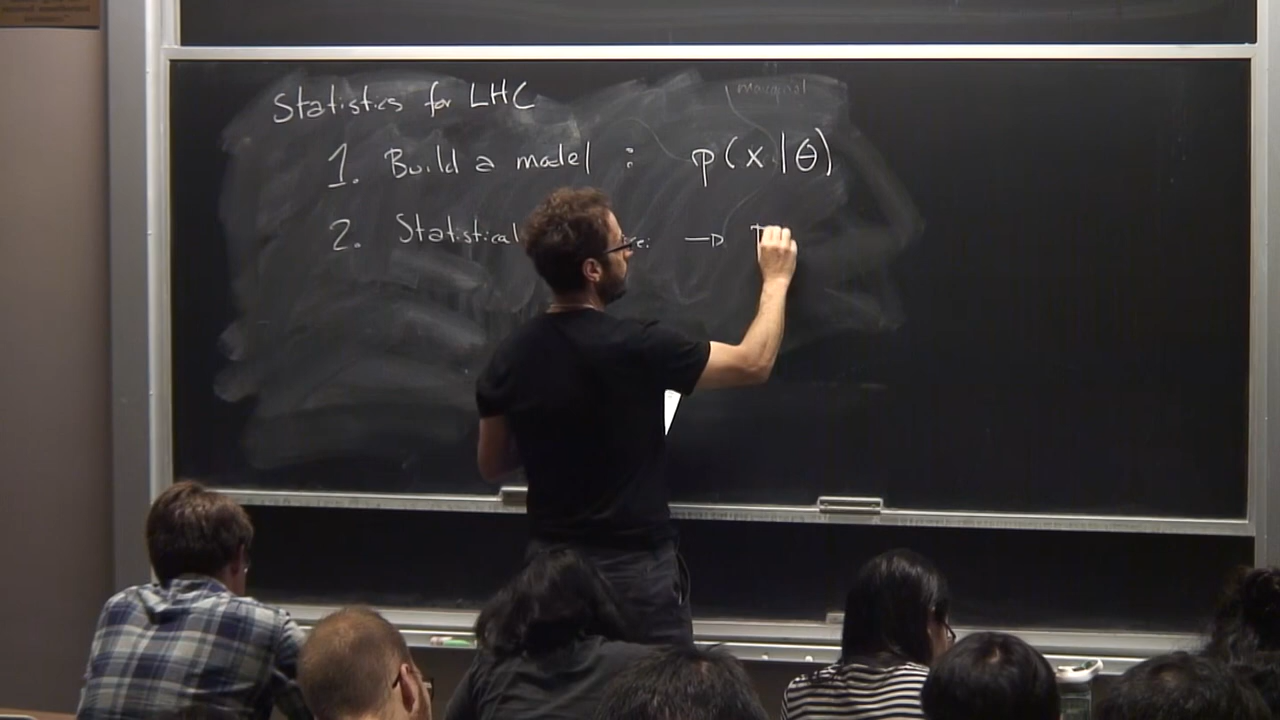 Statistics for LHC
marginal
1. Build a model : p(x|θ)
2. Statistical →